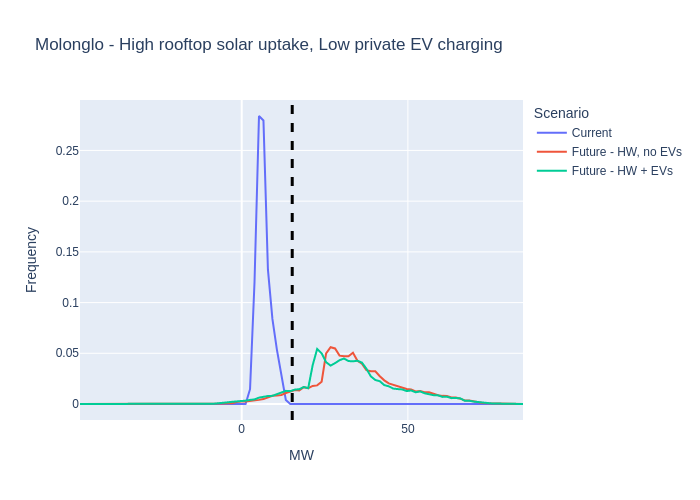 Molonglo - High rooftop solar uptake, Low private EV charging
Scenario
Current
Future - HW, no EVs
Future - HW + EVs
Frequency
0.25
0.2
0.15
0.1
0.05
0
0
50
MW